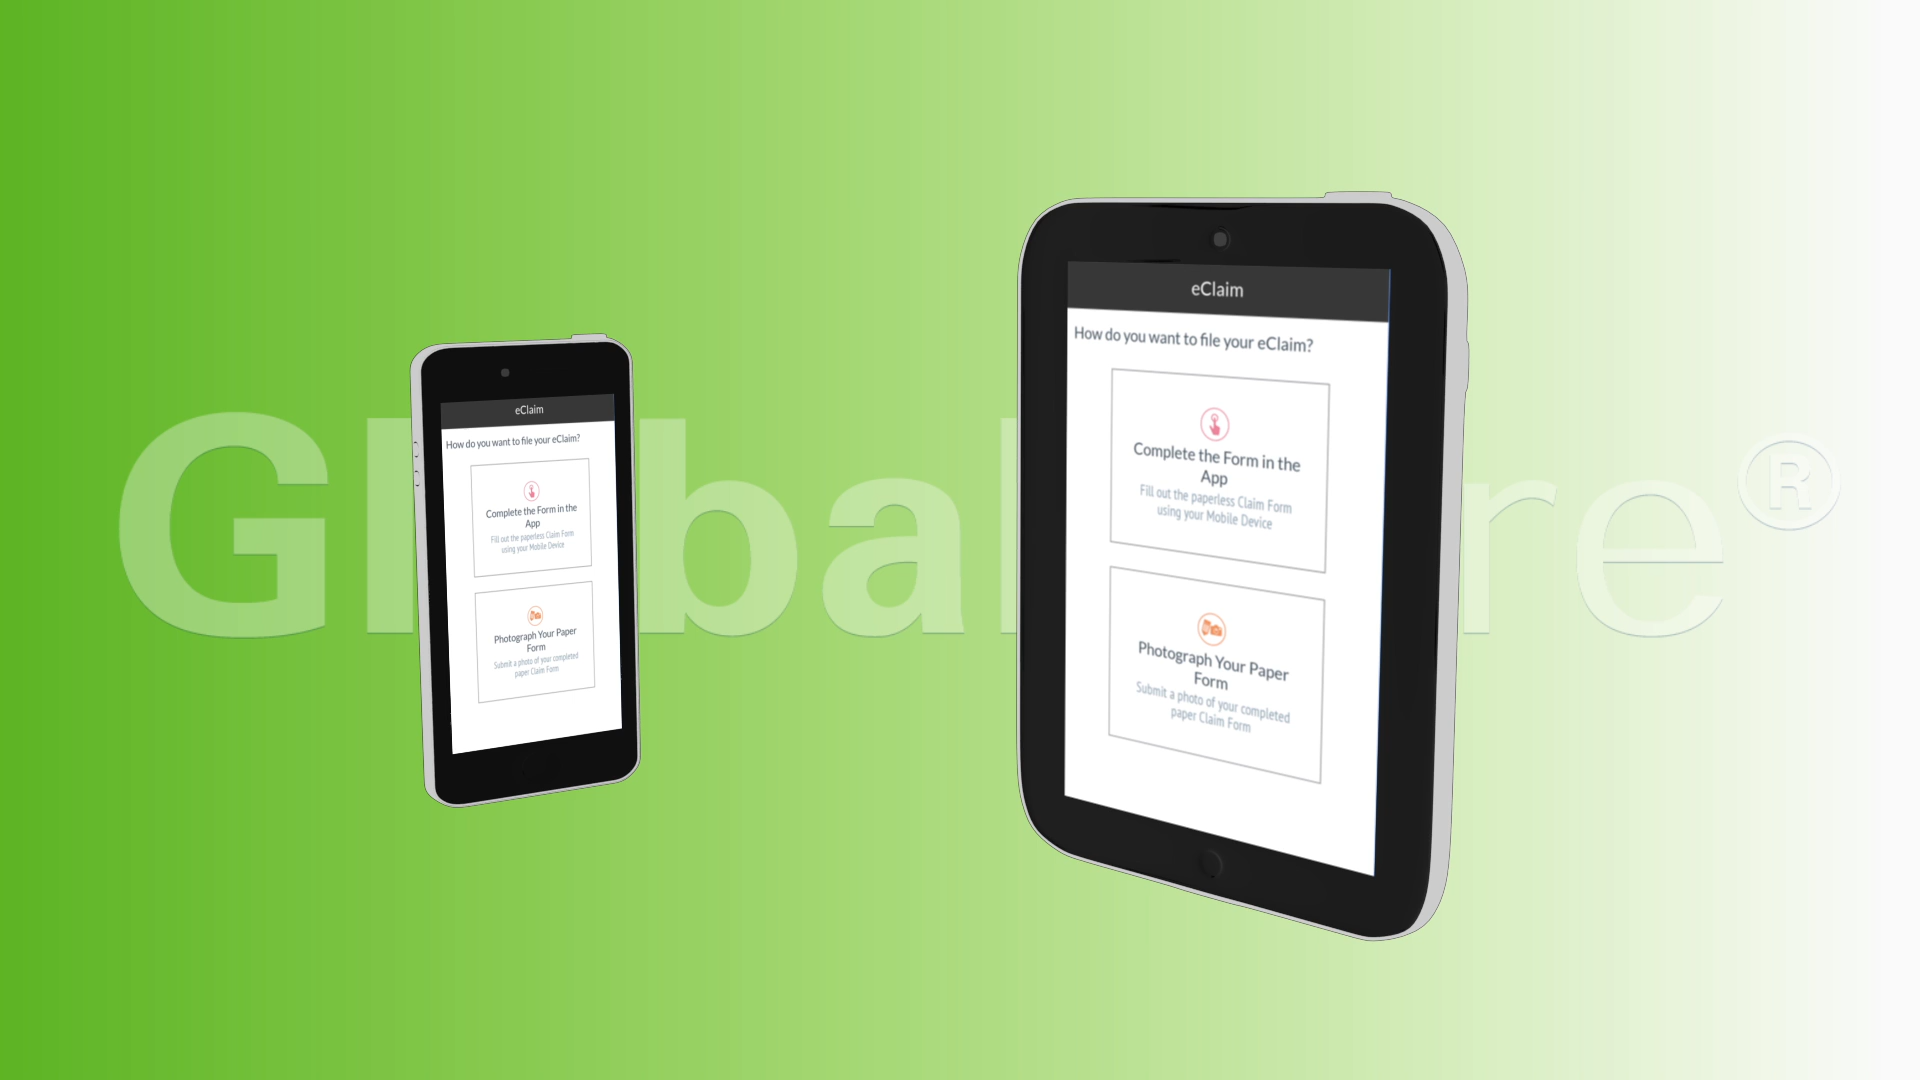 Global re®
eClaim
How do you want to file your eClaim?
Complete the Form in the
App
Fill out the paperless Claim Form
using your Mobile Device
Photograph Your Paper
Form
Submit a photo of your completed
paper Claim Form
eClaim
How do you want to file your eClaim?
Complete the Form in the
App
Fill out the paperless Claim Form
using your Mobile Device
Photograph Your Paper
Form
Submit a photo of your completed
paper Claim Form